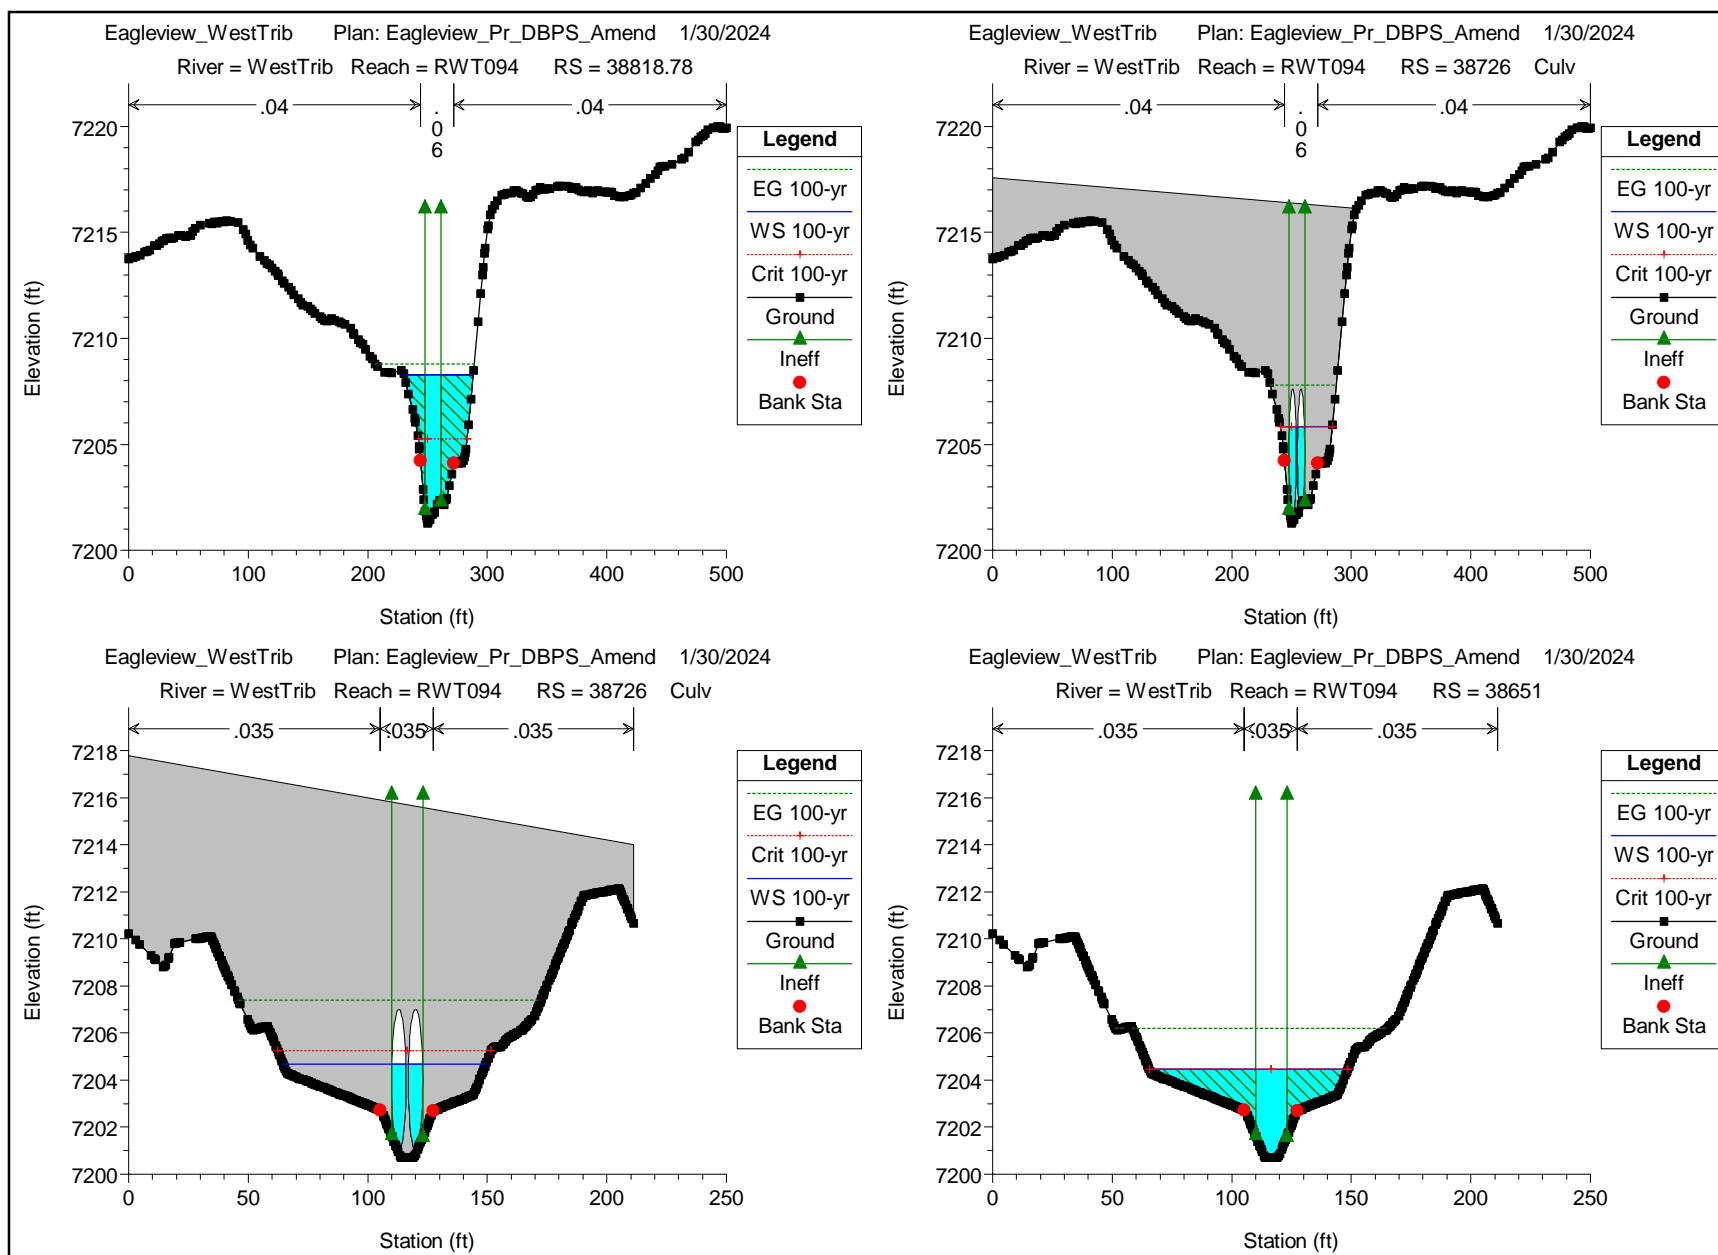 Eagleview_WestTrib Plan: Eagleview_Pr_DBPS_Amend 1/30/2024
River = WestTrib Reach = RWT094 RS = 38818.78
.04
.06
.04
7220
7215
7210
7205
7200
Elevation (ft)
0 100 200 300 400 500
Station (ft)
Legend
EG 100-yr
WS 100-yr
Crit 100-yr
Ground
Ineff
Bank Sta
Eagleview_WestTrib Plan: Eagleview_Pr_DBPS_Amend 1/30/2024
River = WestTrib Reach = RWT094 RS = 38726 Culv
.04
.06
.04
7220
7215
7210
7205
7200
Elevation (ft)
0 100 200 300 400 500
Station (ft)
Legend
EG 100-yr
WS 100-yr
Crit 100-yr
Ground
Ineff
Bank Sta
Eagleview_WestTrib Plan: Eagleview_Pr_DBPS_Amend 1/30/2024
River = WestTrib Reach = RWT094 RS = 38726 Culv
.035 .035 .035
7218
7216
7214
7212
7210
7208
7206
7204
7202
7200
Elevation (ft)
0 50 100 150 200 250
Station (ft)
Legend
EG 100-yr
Crit 100-yr
WS 100-yr
Ground
Ineff
Bank Sta
Eagleview_WestTrib Plan: Eagleview_Pr_DBPS_Amend 1/30/2024
River = WestTrib Reach = RWT094 RS = 38651
.035 .035 .035
7218
7216
7214
7212
7210
7208
7206
7204
7202
7200
Elevation (ft)
0 50 100 150 200 250
Station (ft)
Legend
EG 100-yr
WS 100-yr
Crit 100-yr
Ground
Ineff
Bank Sta